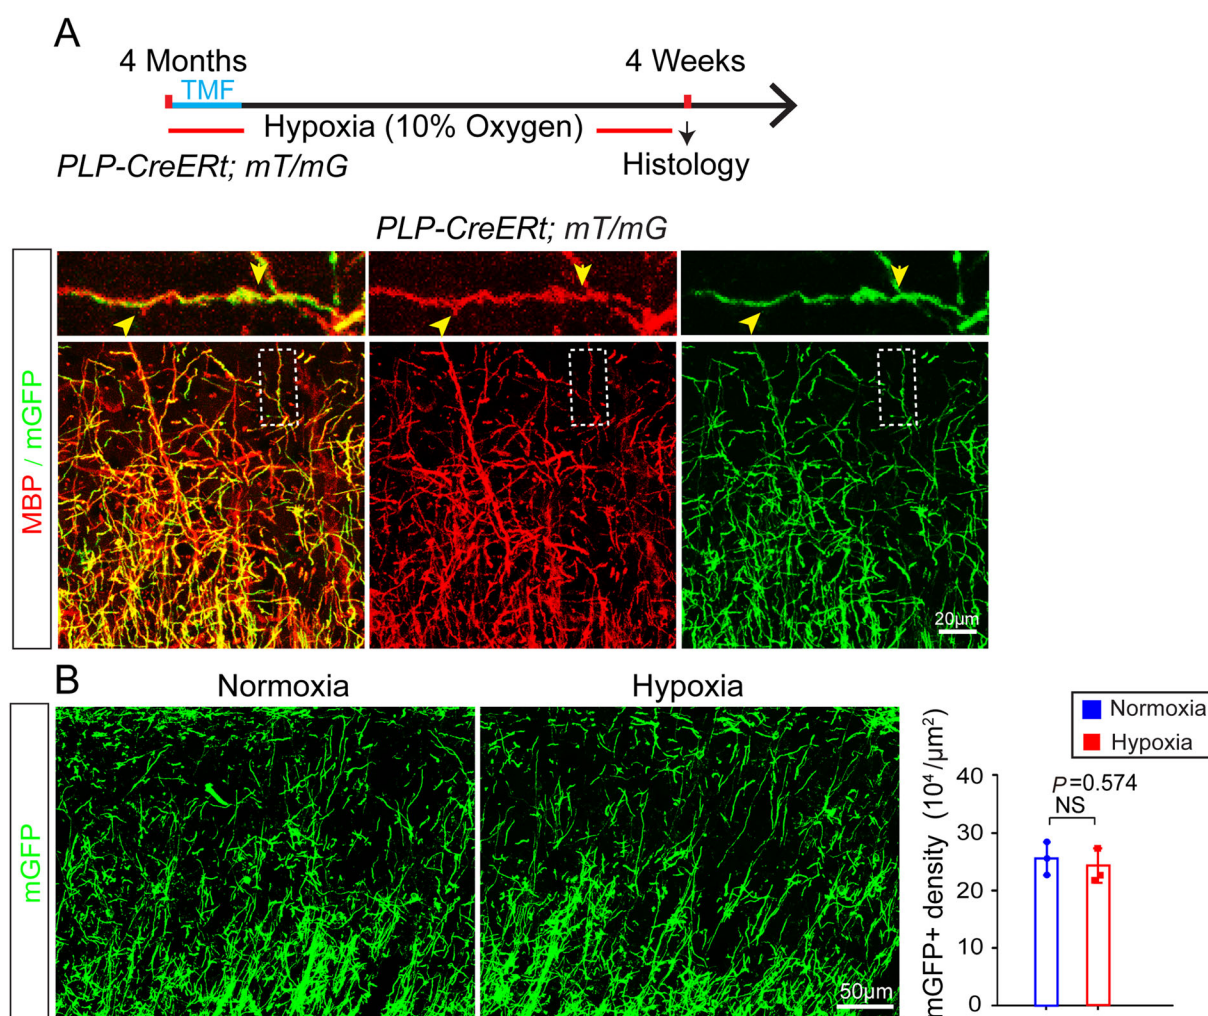 A
4 Months
4 Weeks
TMF
Hypoxia (10% Oxygen)
PLP-CreERt; mT/mG
Histology
PLP-CreERt; mT/mG
MBP / mGFP
20µm
B
Normoxia
Hypoxia
mGFP
50µm
Normoxia
Hypoxia
mGFP+ density (10⁴/µm²)
40
30
20
10
0
P=0.574
NS